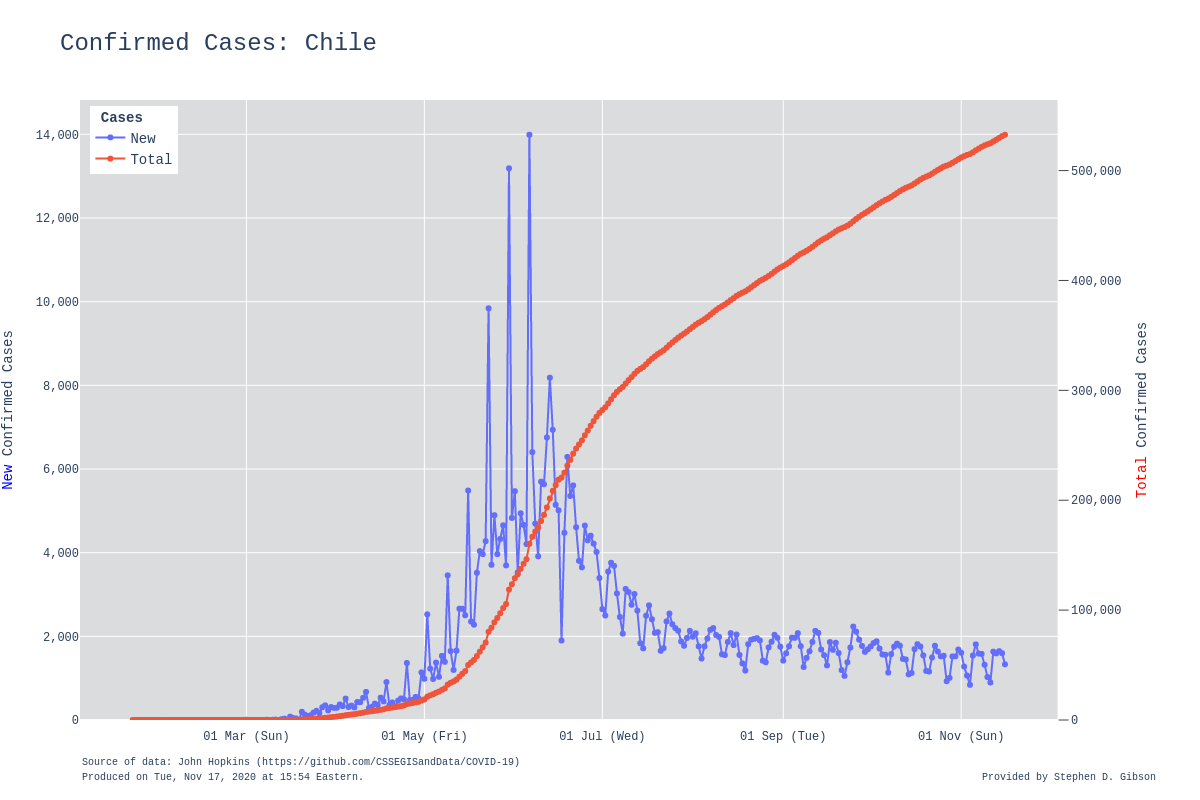 Confirmed Cases: Chile
Cases
New
Total
14,000
12,000
10,000
8,000
6,000
4,000
2,000
0
New Confirmed Cases
500,000
400,000
300,000
200,000
100,000
0
Total Confirmed Cases
01 Mar (Sun)
01 May (Fri)
01 Jul (Wed)
01 Sep (Tue)
01 Nov (Sun)
Source of data: John Hopkins (https://github.com/CSSEGISandData/COVID-19)
Produced on Tue, Nov 17, 2020 at 15:54 Eastern.
Provided by Stephen D. Gibson